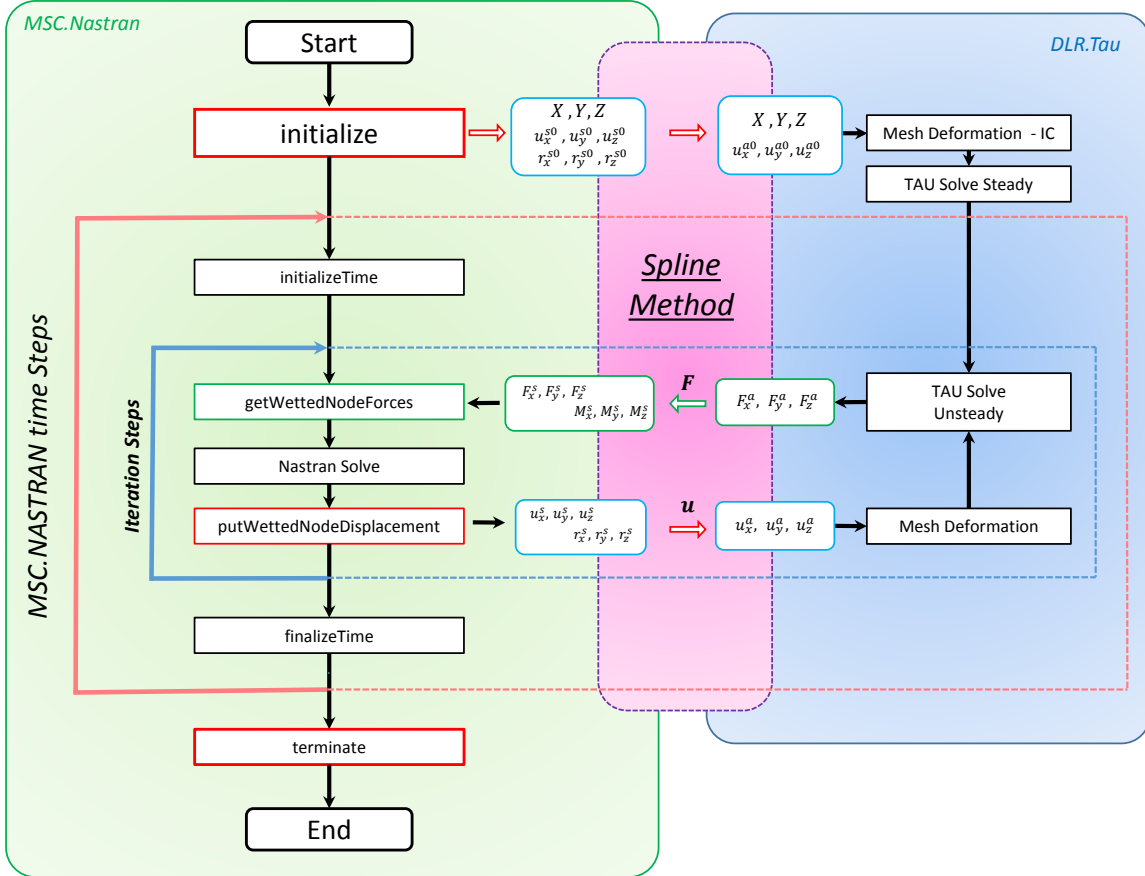 MSC.Nastran
DLR.Tau
Start
initialize
X ,Y, Z
u_x^{s0} , u_y^{s0} , u_z^{s0}
r_x^{s0} , r_y^{s0} , r_z^{s0}
X ,Y, Z
u_x^{a0}, u_y^{a0}, u_z^{a0}
Mesh Deformation - IC
TAU Solve Steady
MSC.NASTRAN time Steps
initializeTime
Spline
Method
Iteration Steps
getWettedNodeForces
F_x^s, F_y^s, F_z^s
M_x^s, M_y^s, M_z^s
F
F_x^a, F_y^a, F_z^a
TAU Solve
Unsteady
Nastran Solve
putWettedNodeDisplacement
u_x^s, u_y^s, u_z^s
r_x^s, r_y^s, r_z^s
u
u_x^a, u_y^a, u_z^a
Mesh Deformation
finalizeTime
terminate
End